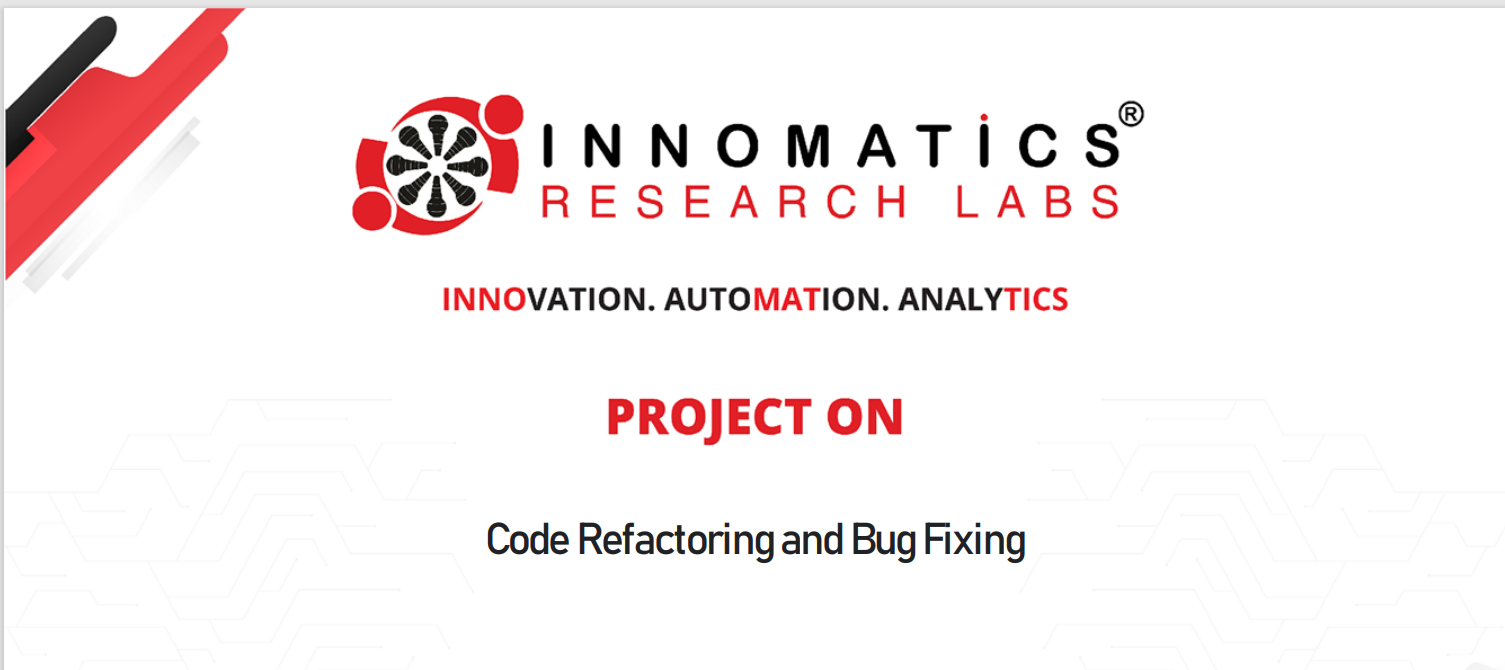 INNOMATICS®
RESEARCH LABS
INNOVATION. AUTOMATION. ANALYTICS
PROJECT ON
Code Refactoring and Bug Fixing